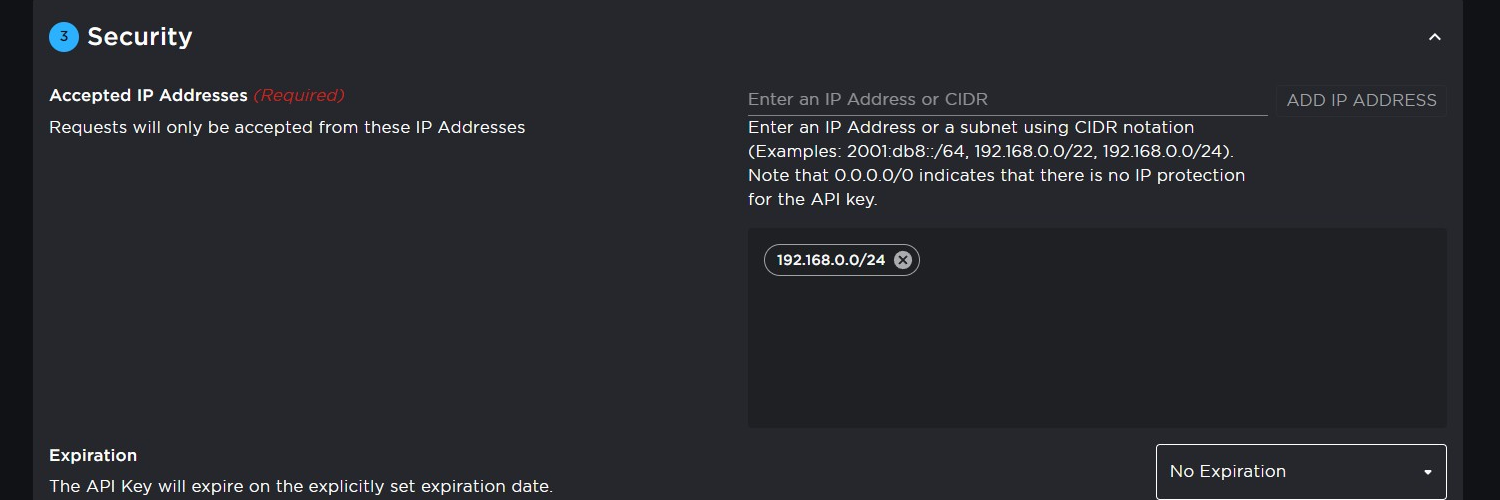 3 Security
Accepted IP Addresses (Required)
Requests will only be accepted from these IP Addresses
Enter an IP Address or CIDR
ADD IP ADDRESS
Enter an IP Address or a subnet using CIDR notation
(Examples: 2001:db8::/64, 192.168.0.0/22, 192.168.0.0/24).
Note that 0.0.0.0/0 indicates that there is no IP protection
for the API key.
192.168.0.0/24
Expiration
The API Key will expire on the explicitly set expiration date.
No Expiration